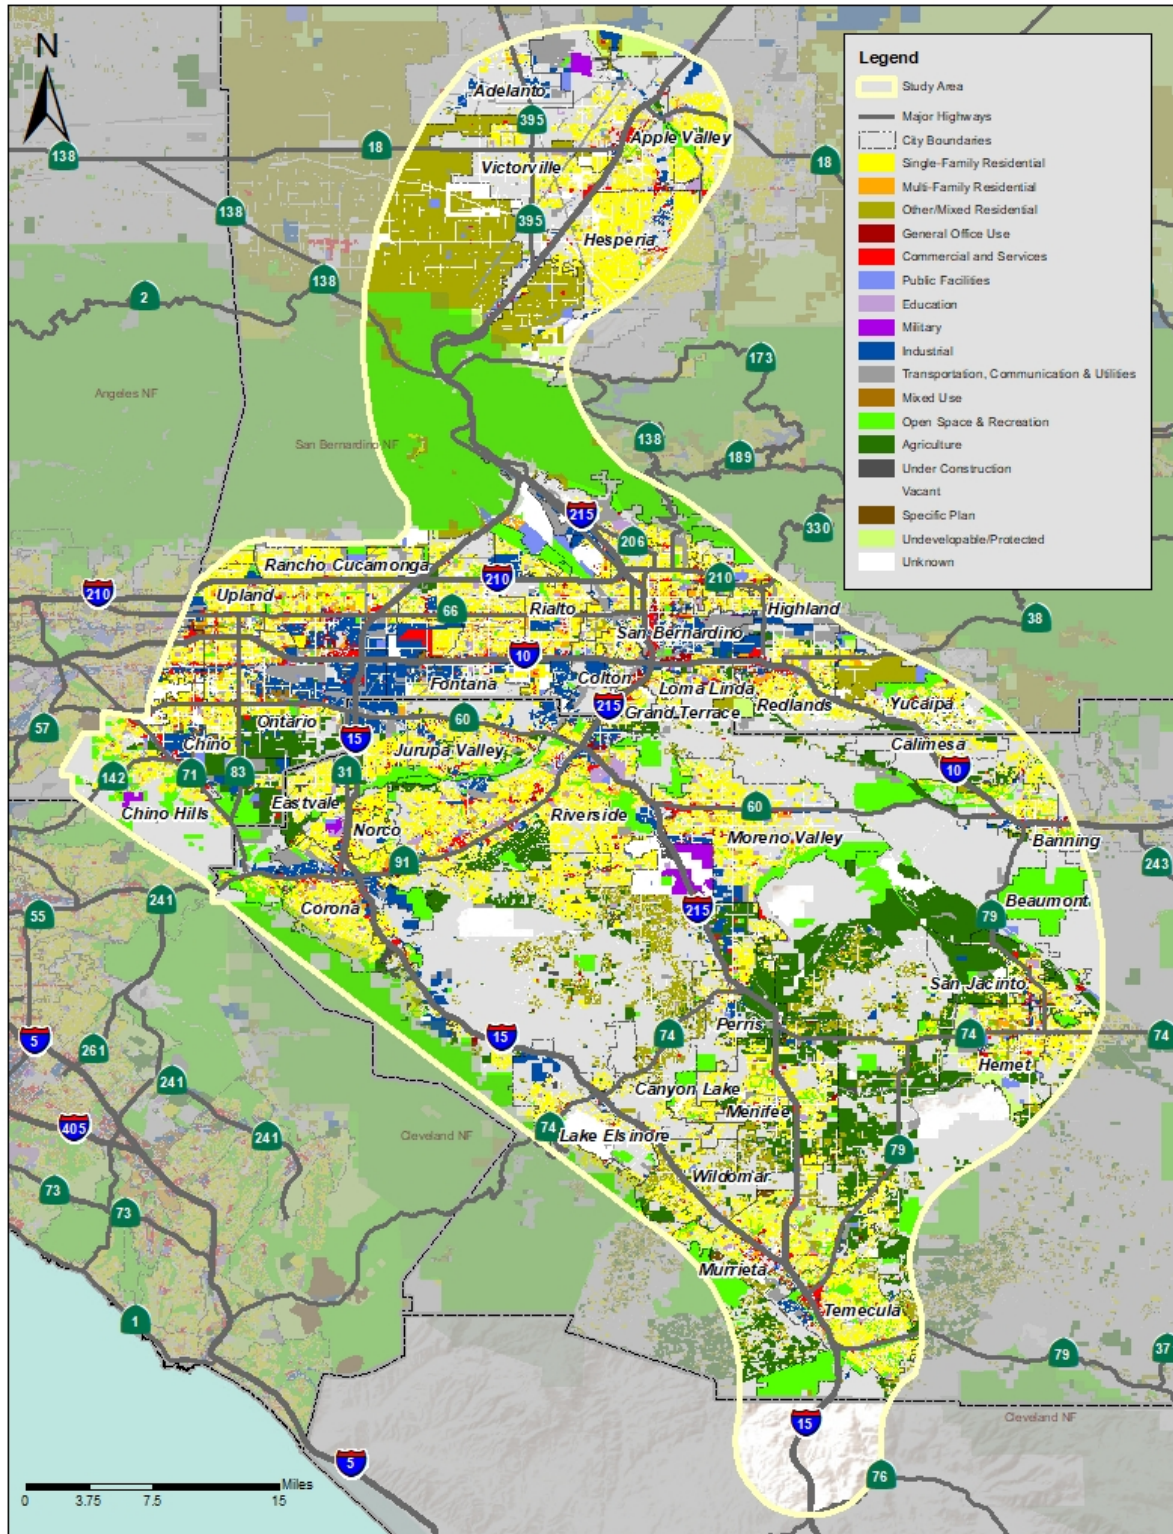 N
Legend
Study Area
Major Highways
City Boundaries
Single-Family Residential
Multi-Family Residential
Other/Mixed Residential
General Office Use
Commercial and Services
Public Facilities
Education
Military
Industrial
Transportation, Communication & Utilities
Mixed Use
Open Space & Recreation
Agriculture
Under Construction
Vacant
Specific Plan
Undevelopable/Protected
Unknown
Adelanto
395
Apple Valley
138
18
18
Victorville
138
395
Hesperia
138
2
173
Angeles NF
San Bernardino NF
138
189
215
330
206
Rancho Cucamonga
210
210
210
Upland
66
Rialto
Highland
38
San Bernardino
10
Fontana
Colton
Loma Linda
215
Redlands
Yucaipa
Grand Terrace
57
Ontario
60
Chino
15
Jurupa Valley
Calimesa
142
71
83
31
10
Eastvale
Chino Hills
Norco
Riverside
60
Moreno Valley
Banning
91
243
241
Beaumont
55
Corona
215
79
San Jacinto
Perris
5
15
74
74
74
261
Hemet
241
Canyon Lake
Menifee
405
241
Cleveland NF
74
Lake Elsinore
79
Wildomar
73
73
Murrieta
Temecula
1
79
37
15
Cleveland NF
5
76
Miles
0 3.75 7.5 15